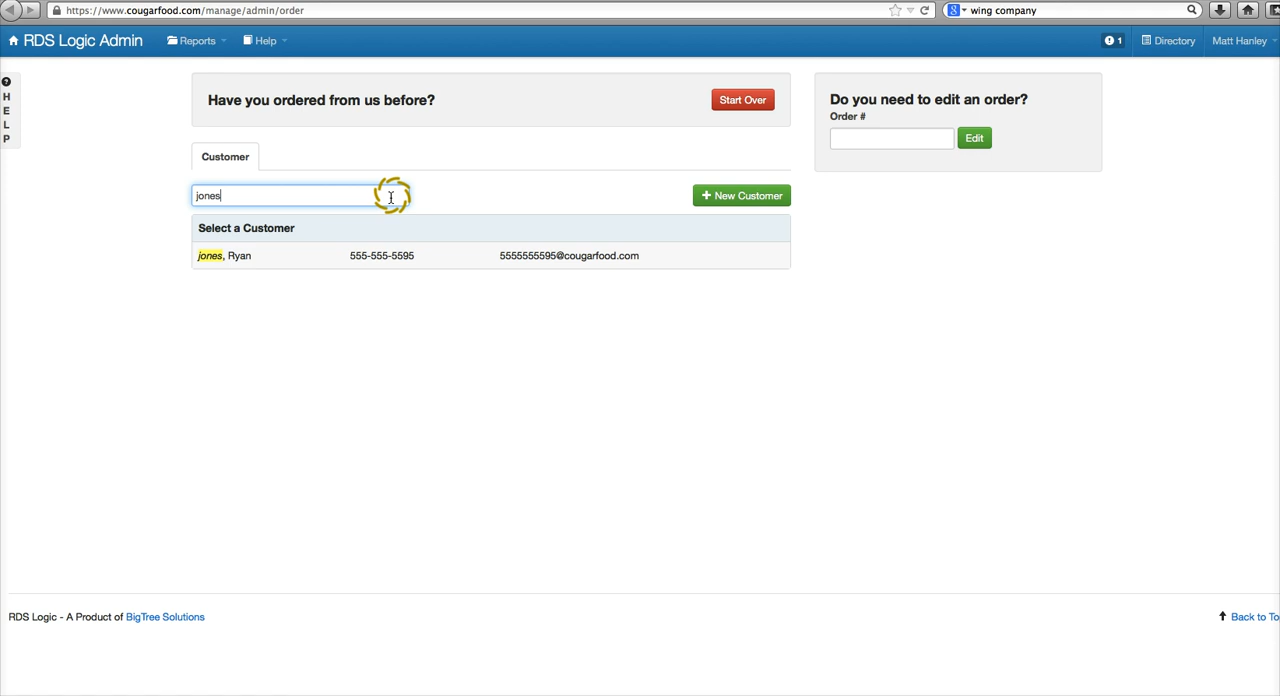 https://www.cougarfood.com/manage/admin/order
wing company
RDS Logic Admin
Reports
Help
1
Directory
Matt Hanley
H
E
L
P
Have you ordered from us before?
Start Over
Do you need to edit an order?
Order #
Edit
Customer
jones
New Customer
Select a Customer
jones, Ryan 555-555-5595 5555555595@cougarfood.com
RDS Logic - A Product of BigTree Solutions
Back to To